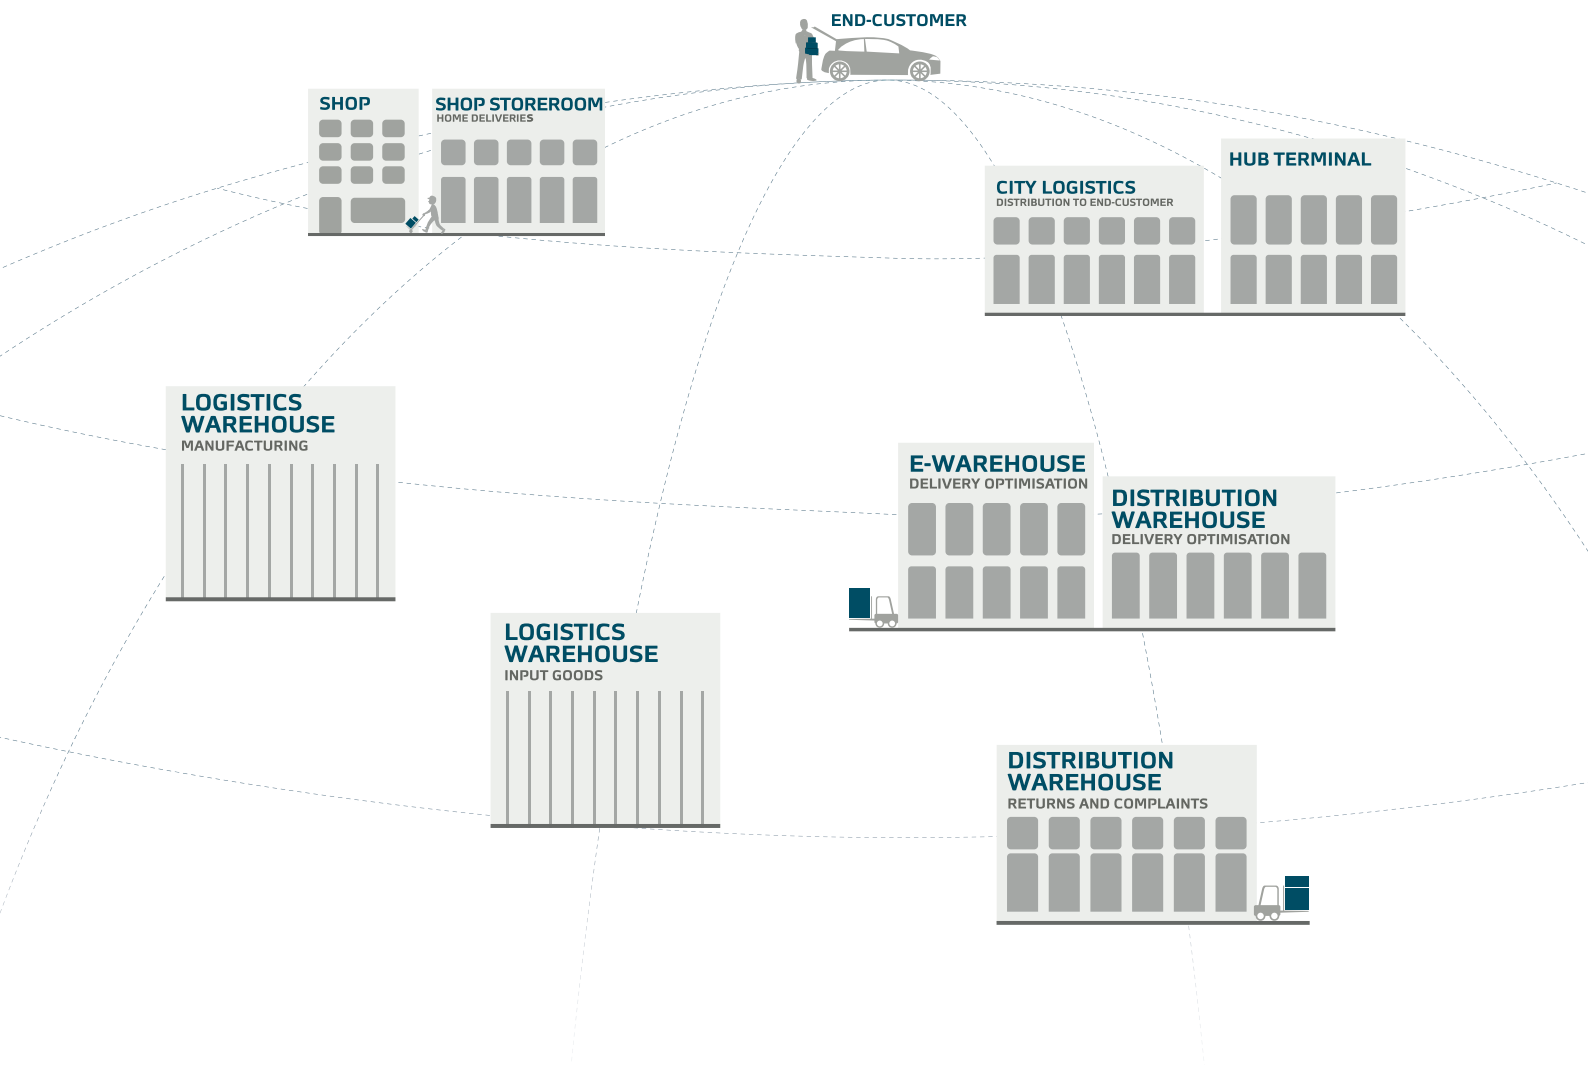 END-CUSTOMER
SHOP
SHOP STOREROOM
HOME DELIVERIES
HUB TERMINAL
CITY LOGISTICS
DISTRIBUTION TO END-CUSTOMER
LOGISTICS
WAREHOUSE
MANUFACTURING
E-WAREHOUSE
DELIVERY OPTIMISATION
DISTRIBUTION
WAREHOUSE
DELIVERY OPTIMISATION
LOGISTICS
WAREHOUSE
INPUT GOODS
DISTRIBUTION
WAREHOUSE
RETURNS AND COMPLAINTS